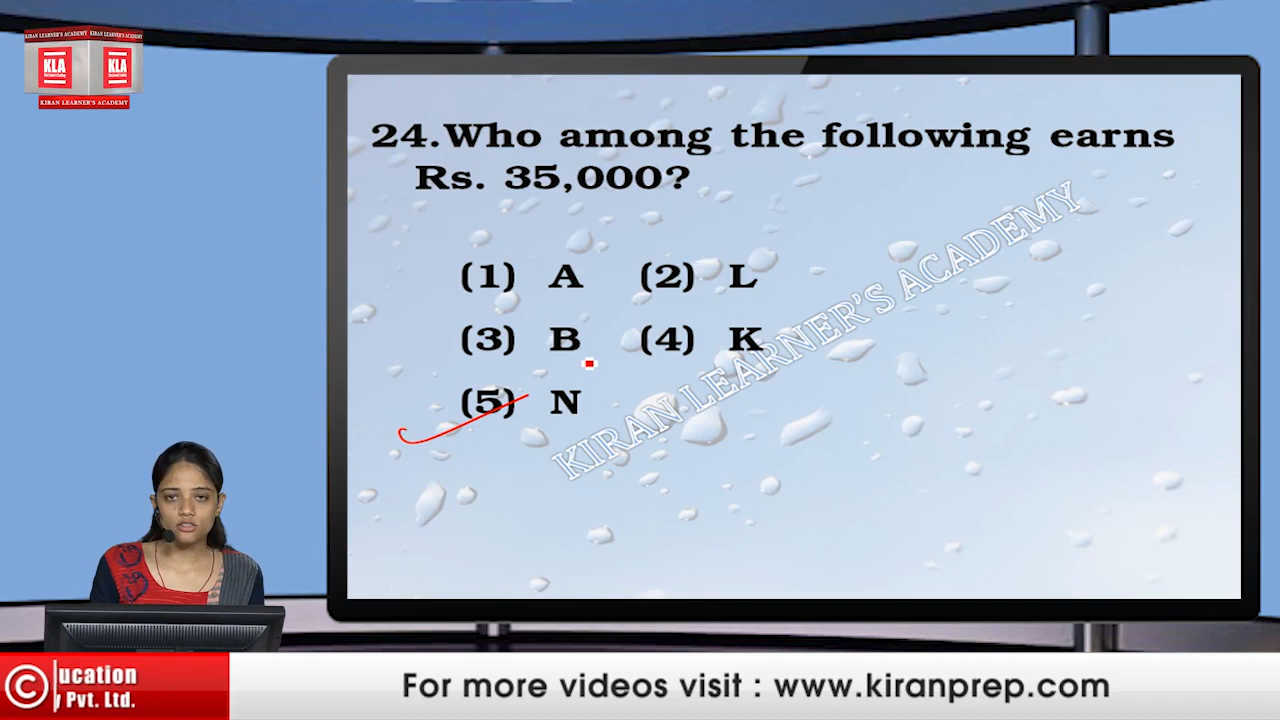 KIRAN LEARNER'S ACADEMY KIRAN LEARNER'S ACADEMY
KLA KLA
KIRAN LEARNER'S ACADEMY
24.Who among the following earns
Rs. 35,000?
(1) A (2) L
(3) B (4) K
(5) N
KIRAN LEARNER'S ACADEMY
©ucation
Pvt. Ltd.
For more videos visit : www.kiranprep.com